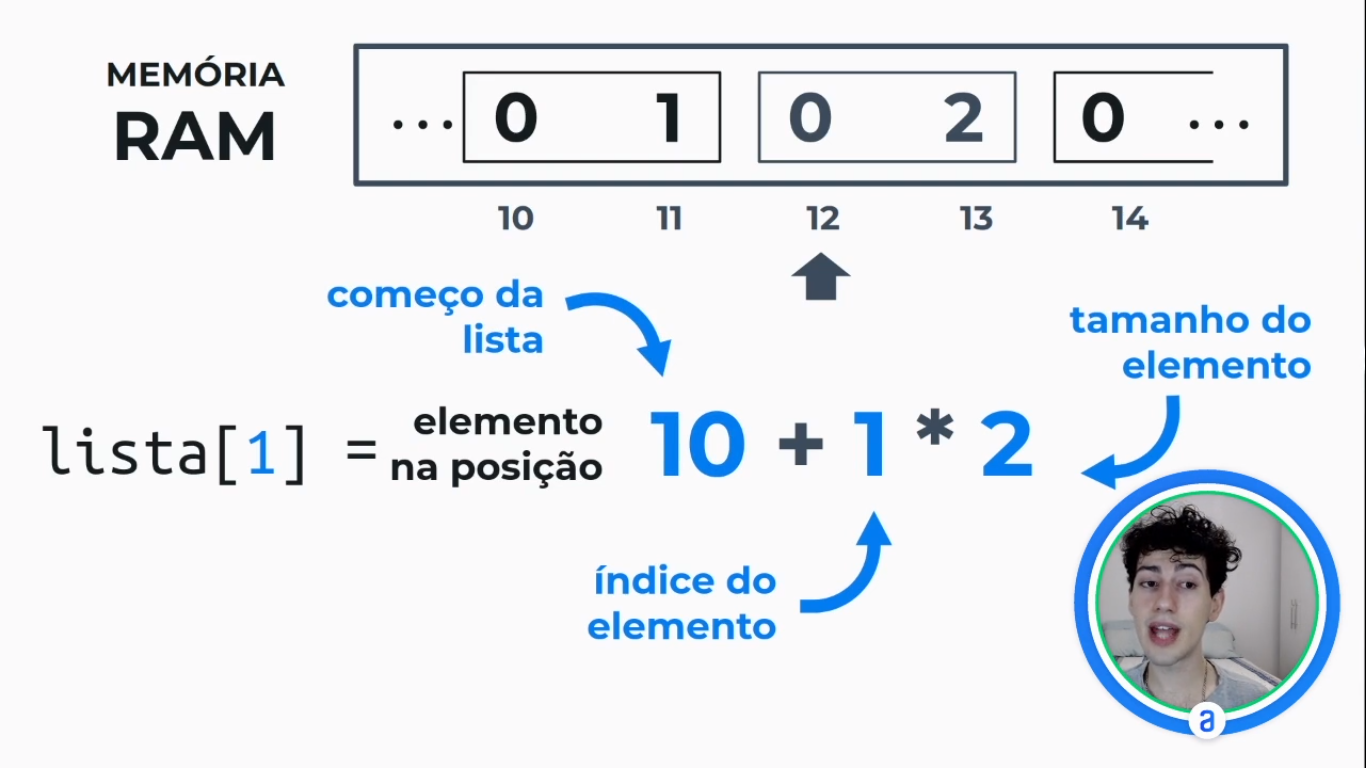 MEMÓRIA
RAM
... 0 1 0 2 0 ...
10 11 12 13 14
começo da
lista
tamanho do
elemento
lista[1] = elemento
na posição
10 + 1 * 2
índice do
elemento
a